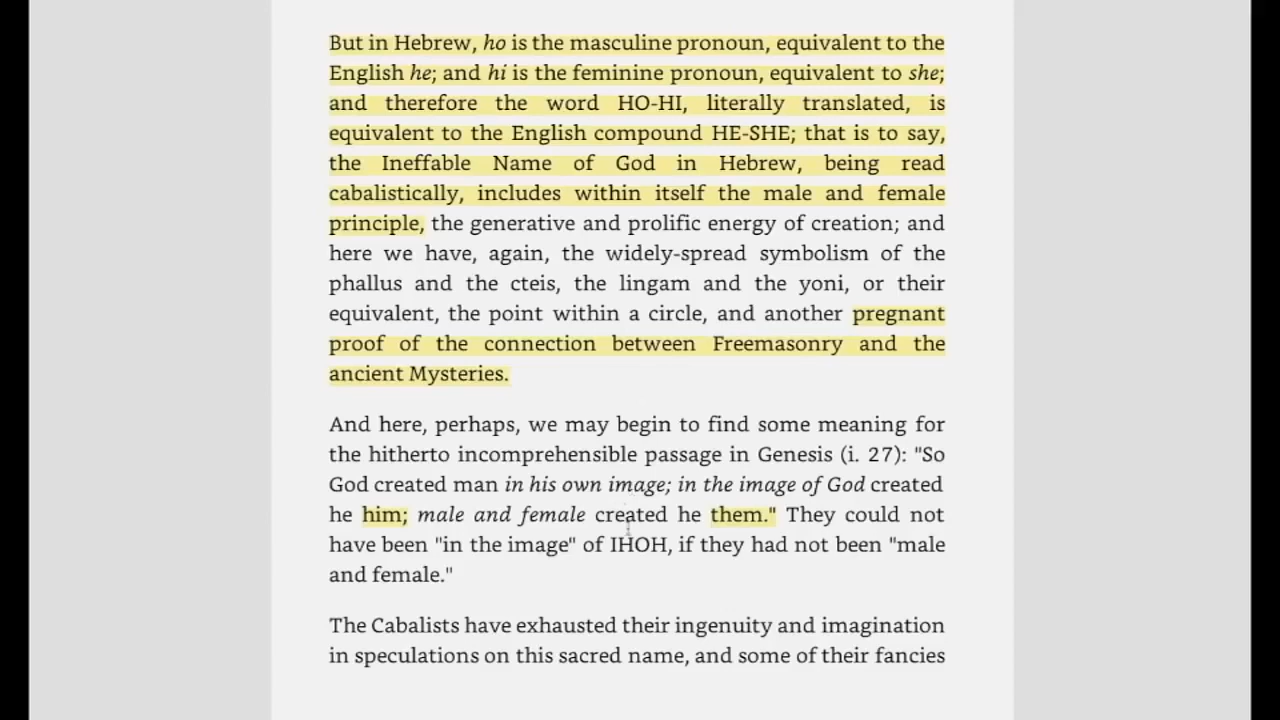 But in Hebrew, ho is the masculine pronoun, equivalent to the
English he; and hi is the feminine pronoun, equivalent to she;
and therefore the word HO-HI, literally translated, is
equivalent to the English compound HE-SHE; that is to say,
the Ineffable Name of God in Hebrew, being read
cabalistically, includes within itself the male and female
principle, the generative and prolific energy of creation; and
here we have, again, the widely-spread symbolism of the
phallus and the cteis, the lingam and the yoni, or their
equivalent, the point within a circle, and another pregnant
proof of the connection between Freemasonry and the
ancient Mysteries.
And here, perhaps, we may begin to find some meaning for
the hitherto incomprehensible passage in Genesis (i. 27): "So
God created man in his own image; in the image of God created
he him; male and female created he them." They could not
have been "in the image" of IHOH, if they had not been "male
and female."
The Cabalists have exhausted their ingenuity and imagination
in speculations on this sacred name, and some of their fancies